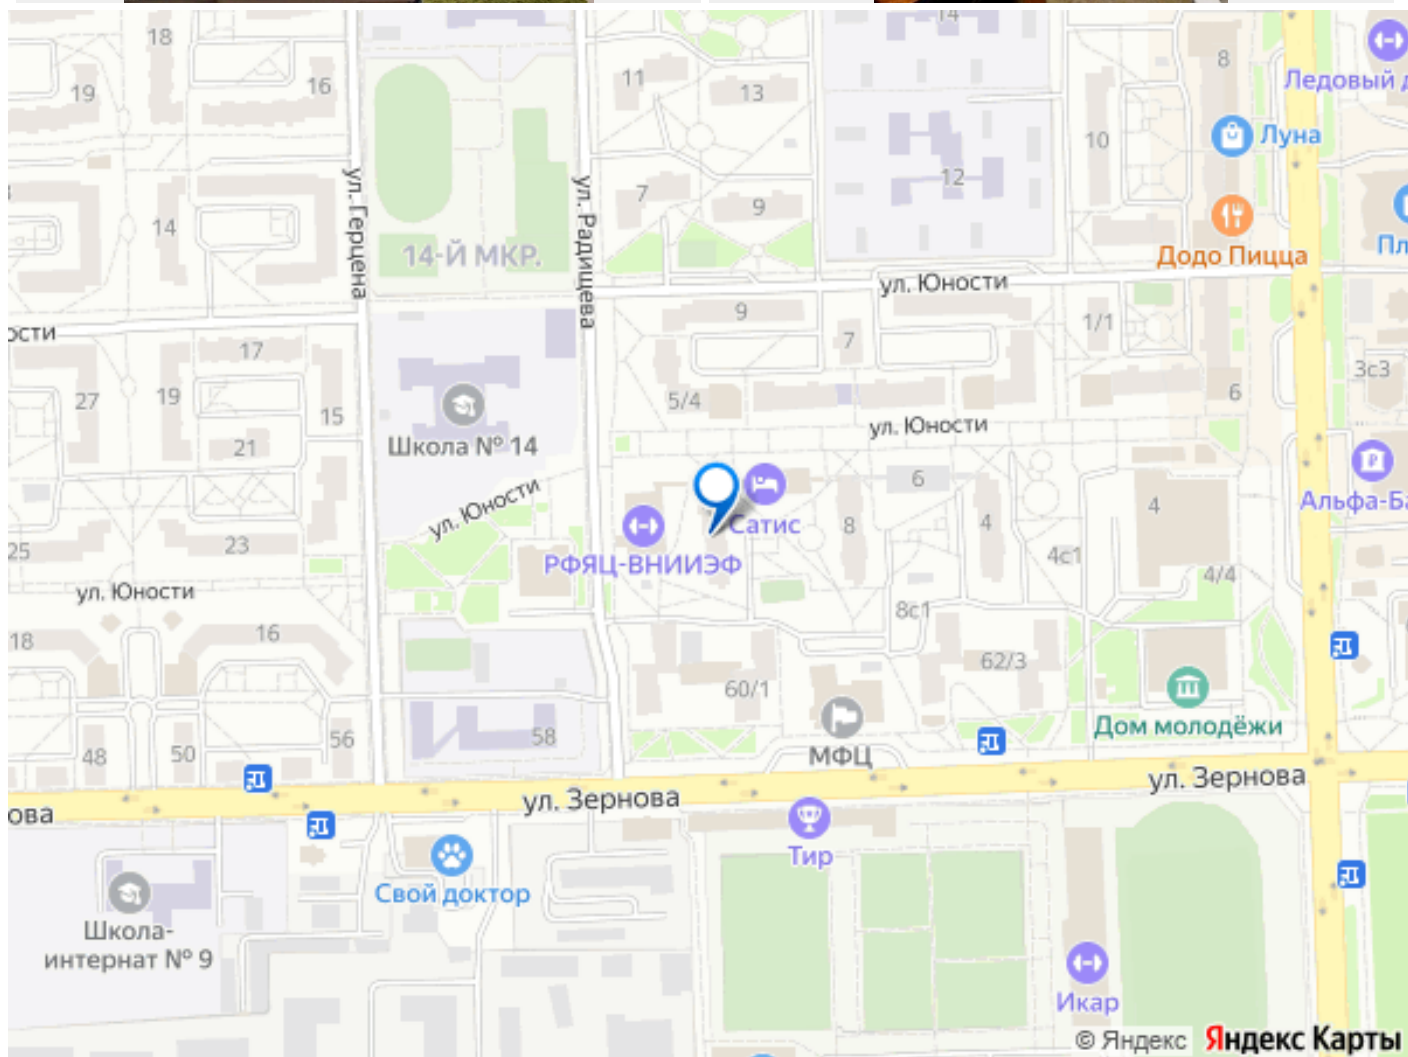 14
18
8
16
11
19
13
Ледовый д
Луна
10
ул. Герцена
ул. Радищева
12
7
9
14
14-Й МКР.
Додо Пицца
Пл
ул. Юности
9
1/1
ости
17
7
3с3
27
19
5/4
6
15
ул. Юности
21
Школа № 14
6
ул. Юности
4
Альфа-Ба
Сатис
8
4
25
23
РФЯЦ-ВНИИЭФ
4с1
4/4
ул. Юности
8с1
18
16
62/3
60/1
Дом молодёжи
48
50
56
58
МФЦ
ул. Зернова
ул. Зернова
ова
Тир
Свой доктор
Школа-
интернат № 9
Икар
© Яндекс Яндекс Карты